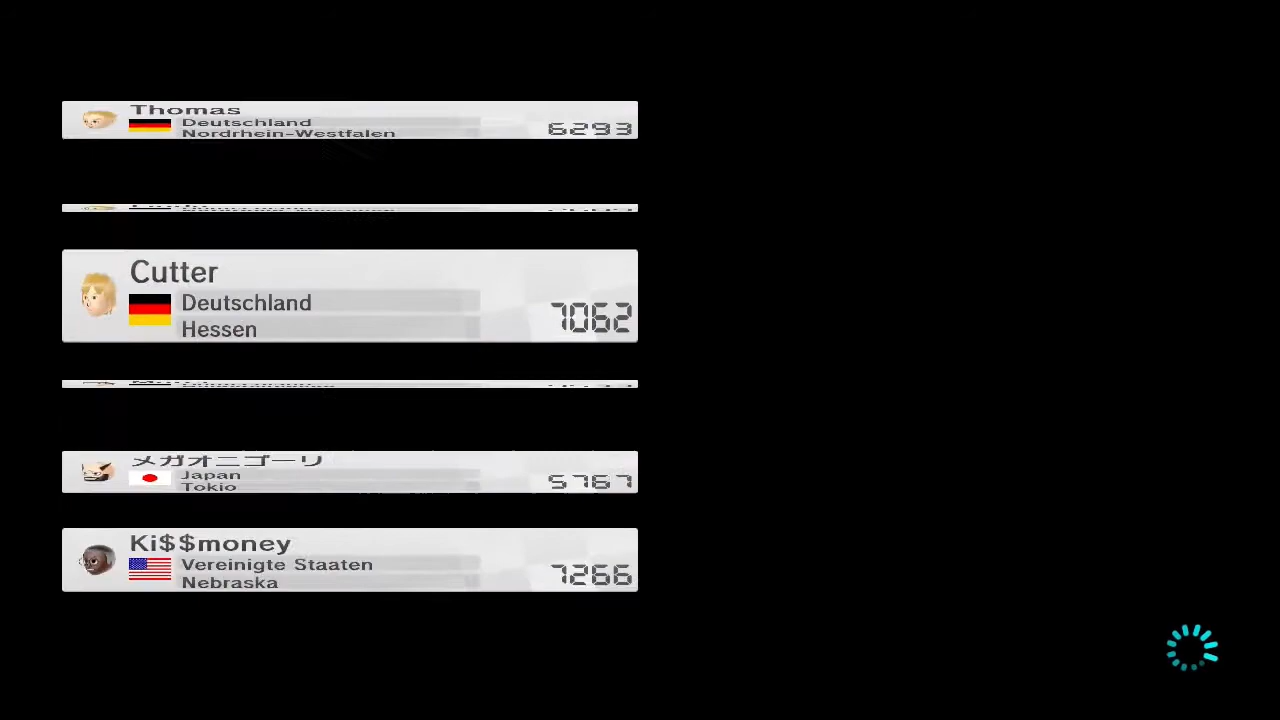 Thomas
Deutschland
Nordrhein-Westfalen
6293
Cutter
Deutschland
Hessen
7062
メガオニゴーリ
Japan
Tokio
5767
Ki$$money
Vereinigte Staaten
Nebraska
7266